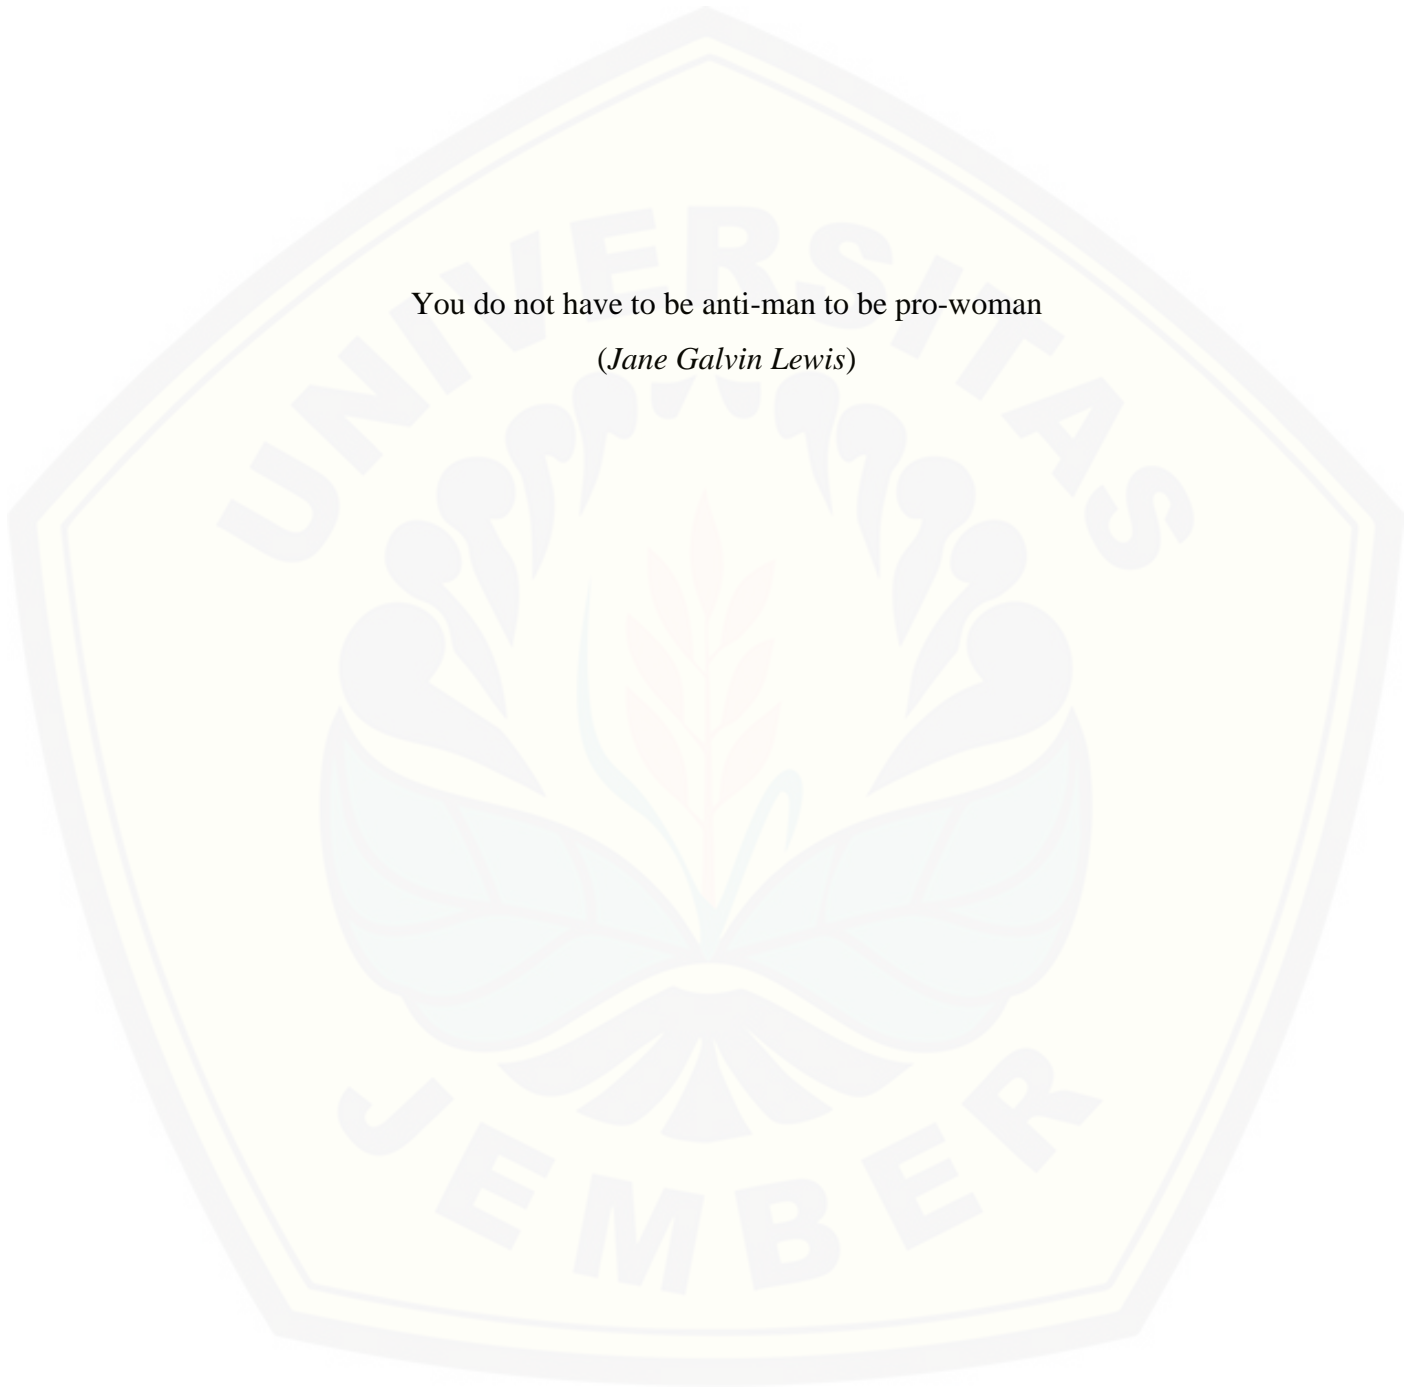 UNIVERSITAS
You do not have to be anti-man to be pro-woman
(Jane Galvin Lewis)
JEMBER